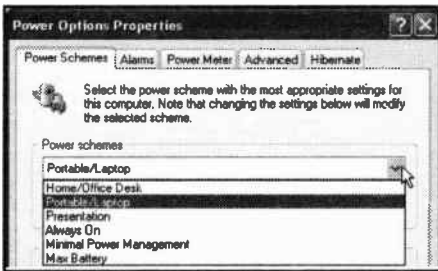 Power Options Properties
Power Schemes Alarms Power Meter Advanced Hibernate
Select the power scheme with the most appropriate settings for
this computer. Note that changing the settings below will modify
the selected scheme.
Power schemes
Portable/Laptop
Home/Office Desk
Portable/Laptop
Presentation
Always On
Minimal Power Management
Max Battery